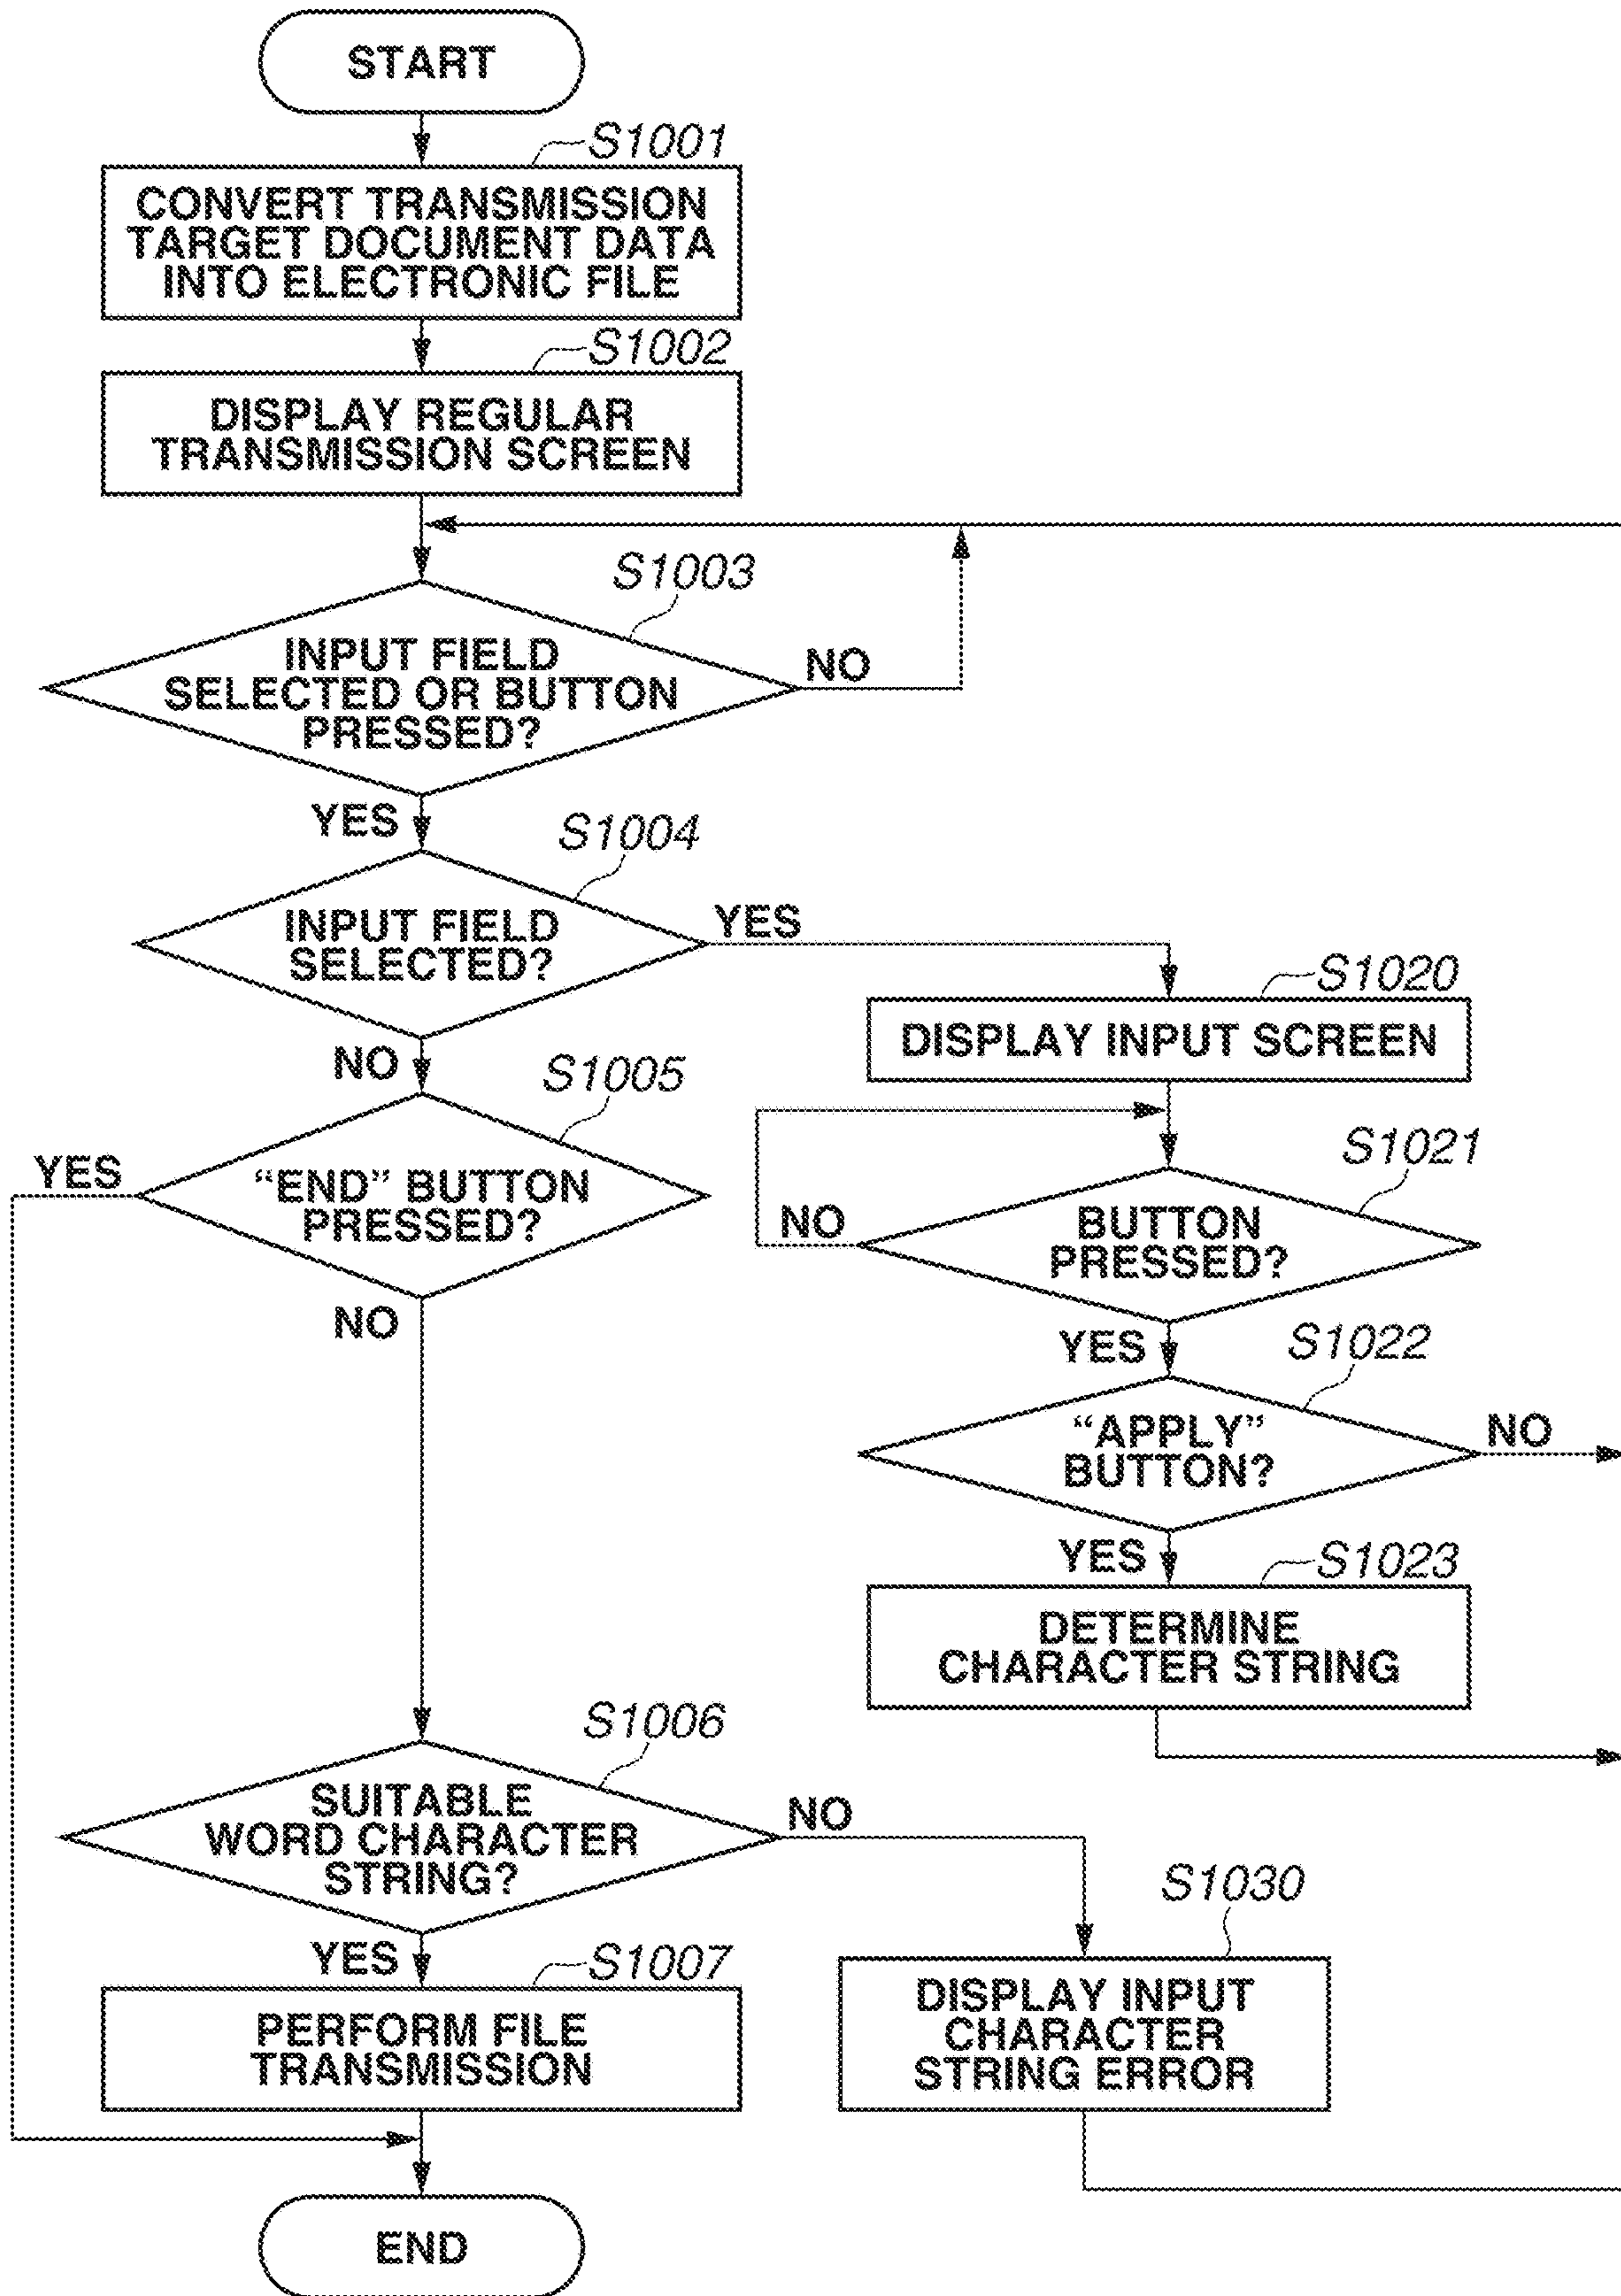 START
S1001
CONVERT TRANSMISSION
TARGET DOCUMENT DATA
INTO ELECTRONIC FILE
S1002
DISPLAY REGULAR
TRANSMISSION SCREEN
S1003
INPUT FIELD
SELECTED OR BUTTON
PRESSED?
NO
YES
S1004
INPUT FIELD
SELECTED?
YES
NO
S1020
DISPLAY INPUT SCREEN
S1005
“END” BUTTON
PRESSED?
YES
NO
S1021
BUTTON
PRESSED?
NO
YES
S1022
“APPLY”
BUTTON?
NO
YES
S1023
DETERMINE
CHARACTER STRING
S1006
SUITABLE
WORD CHARACTER
STRING?
NO
YES
S1007
PERFORM FILE
TRANSMISSION
S1030
DISPLAY INPUT
CHARACTER
STRING ERROR
END